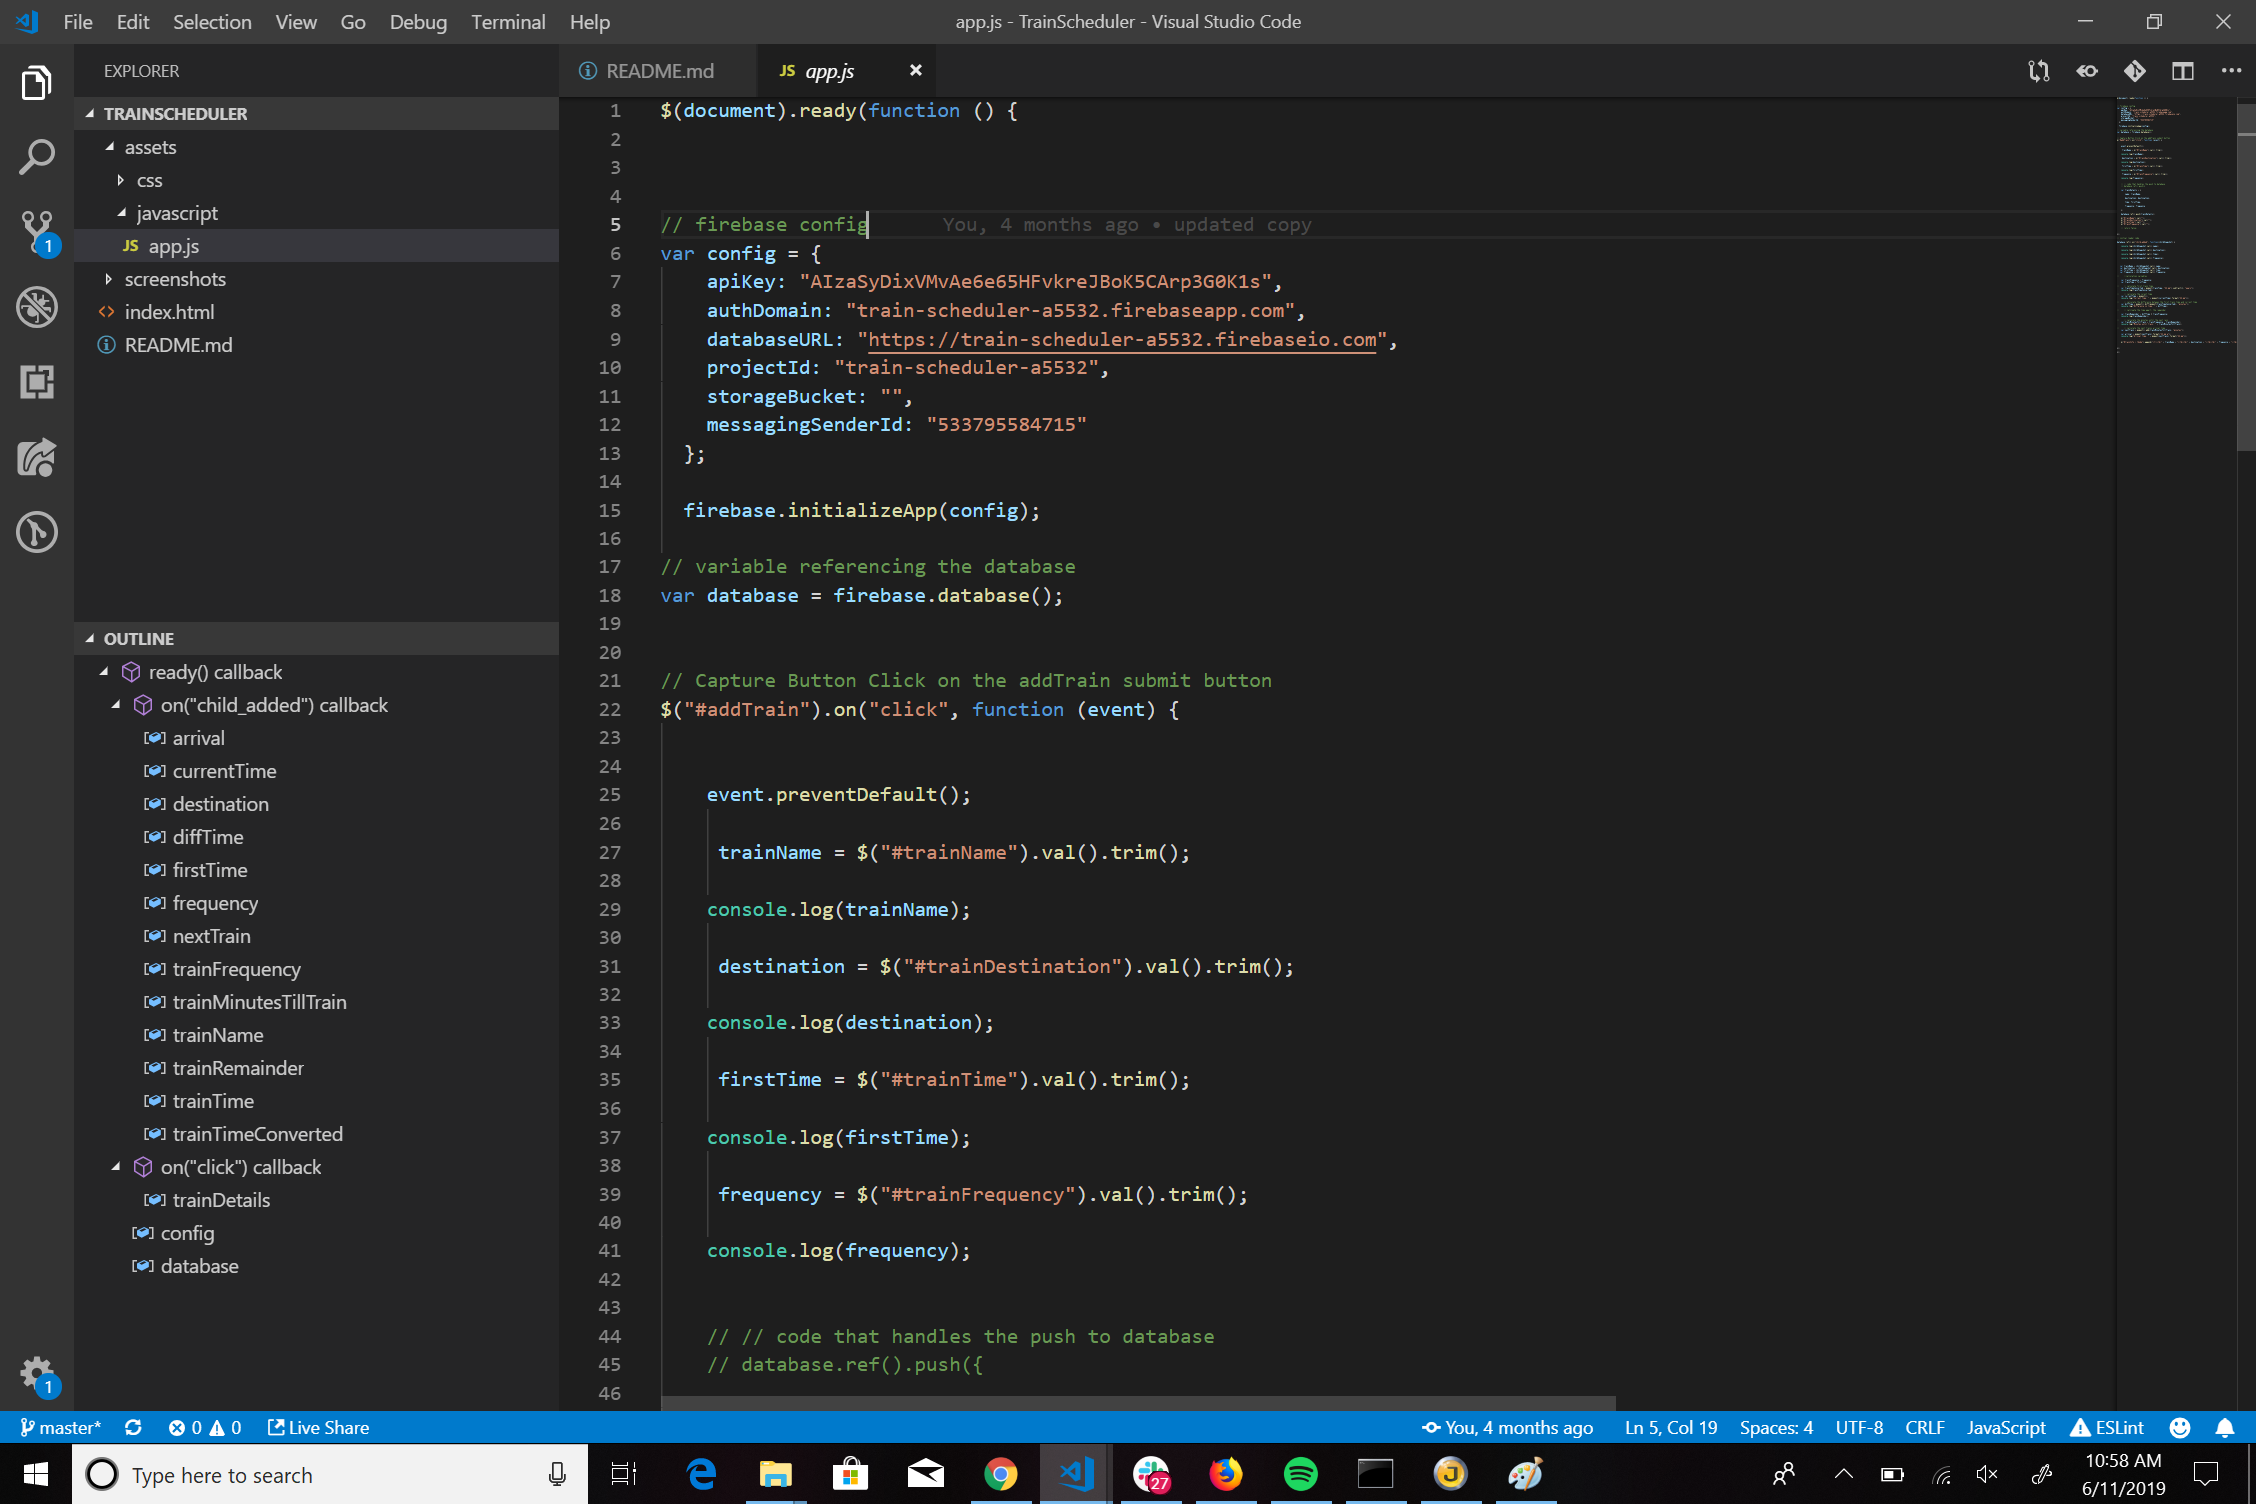 File Edit Selection View Go Debug Terminal Help
app.js - TrainScheduler - Visual Studio Code
EXPLORER
TRAINSCHEDULER
assets
css
javascript
JS app.js
screenshots
index.html
README.md
OUTLINE
ready() callback
on("child_added") callback
arrival
currentTime
destination
diffTime
firstTime
frequency
nextTrain
trainFrequency
trainMinutesTillTrain
trainName
trainRemainder
trainTime
trainTimeConverted
on("click") callback
trainDetails
config
database
1
1
README.md
JS app.js
1 $(document).ready(function () {
2
3
4
5 // firebase config You, 4 months ago • updated copy
6 var config = {
7 apiKey: "AIzaSyDixVMvAe6e65HFvkreJBoK5CArp3G0K1s",
8 authDomain: "train-scheduler-a5532.firebaseapp.com",
9 databaseURL: "https://train-scheduler-a5532.firebaseio.com",
10 projectId: "train-scheduler-a5532",
11 storageBucket: "",
12 messagingSenderId: "533795584715"
13 };
14
15 firebase.initializeApp(config);
16
17 // variable referencing the database
18 var database = firebase.database();
19
20
21 // Capture Button Click on the addTrain submit button
22 $("#addTrain").on("click", function (event) {
23
24
25 event.preventDefault();
26
27 trainName = $("#trainName").val().trim();
28
29 console.log(trainName);
30
31 destination = $("#trainDestination").val().trim();
32
33 console.log(destination);
34
35 firstTime = $("#trainTime").val().trim();
36
37 console.log(firstTime);
38
39 frequency = $("#trainFrequency").val().trim();
40
41 console.log(frequency);
42
43
44 // // code that handles the push to database
45 // database.ref().push({
46
master* 0 0 Live Share
You, 4 months ago Ln 5, Col 19 Spaces: 4 UTF-8 CRLF JavaScript ESLint
Type here to search
27
10:58 AM
6/11/2019